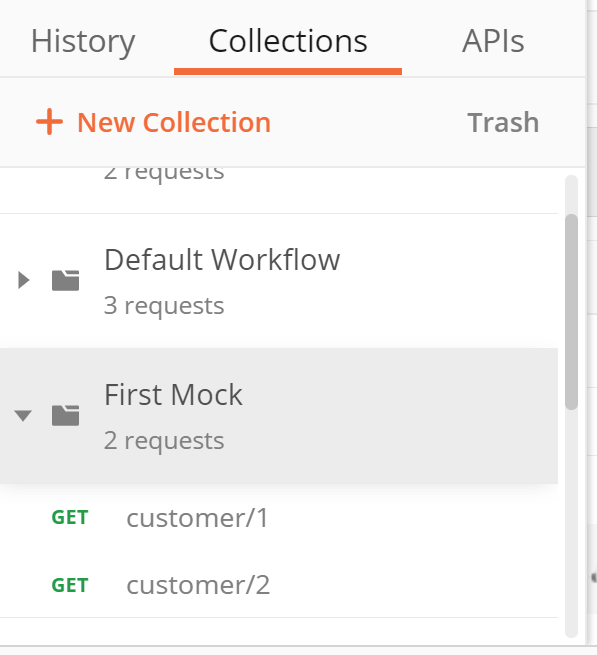 History Collections APIs
+ New Collection Trash
2 requests
Default Workflow
3 requests
First Mock
2 requests
GET customer/1
GET customer/2